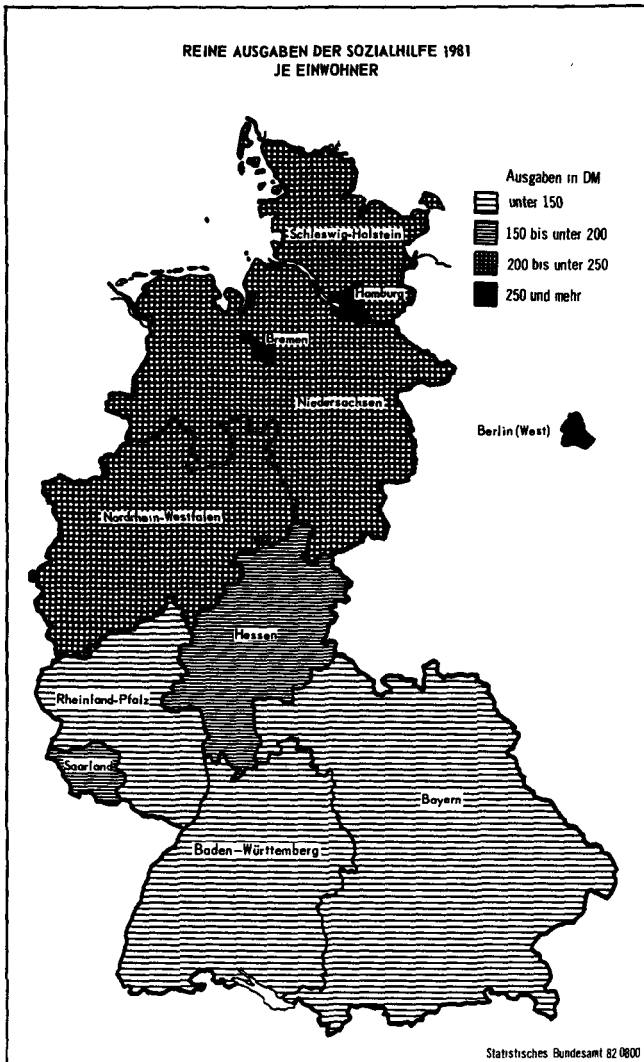 REINE AUSGABEN DER SOZIALHILFE 1981
JE EINWOHNER
Ausgaben in DM
unter 150
150 bis unter 200
200 bis unter 250
250 und mehr
Schleswig-Holstein
Hamburg
Bremen
Niedersachsen
Berlin (West)
Nordrhein-Westfalen
Hessen
Rheinland-Pfalz
Saarland
Bayern
Baden-Württemberg
Statistisches Bundesamt 82 0800